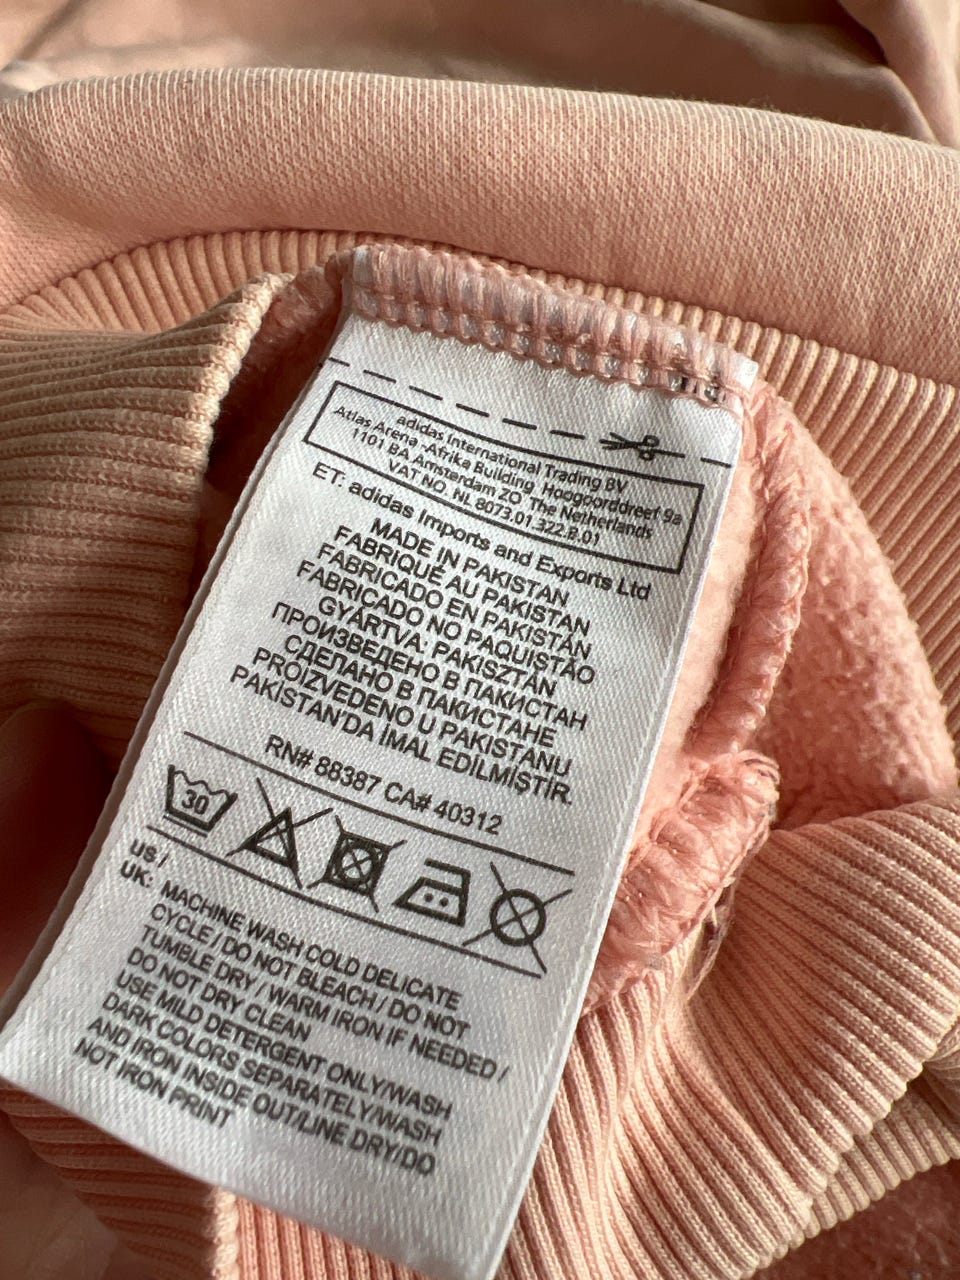 adidas International Trading BV
Atlas Arena -Afrika Building, Hoogoorddreef 9a
1101 BA Amsterdam ZO The Netherlands
VAT NO. NL 8073.01.322.B.01
ET: adidas Imports and Exports Ltd
MADE IN PAKISTAN
FABRIQUÉ AU PAKISTAN
FABRICADO EN PAKISTÁN
FABRICADO NO PAQUISTÃO
GYÁRTVA: PAKISZTÁN
ПРОИЗВЕДЕНО В ПАКИСТАН
СДЕЛАНО В ПАКИСТАНЕ
PROIZVEDENO U PAKISTANU
PAKİSTAN'DA İMAL EDİLMİŞTİR.
RN# 88387 CA# 40312
30
US /
UK: MACHINE WASH COLD DELICATE
CYCLE / DO NOT BLEACH / DO NOT
TUMBLE DRY / WARM IRON IF NEEDED /
DO NOT DRY CLEAN
USE MILD DETERGENT ONLY/WASH
DARK COLORS SEPARATELY/WASH
AND IRON INSIDE OUT/LINE DRY/DO
NOT IRON PRINT